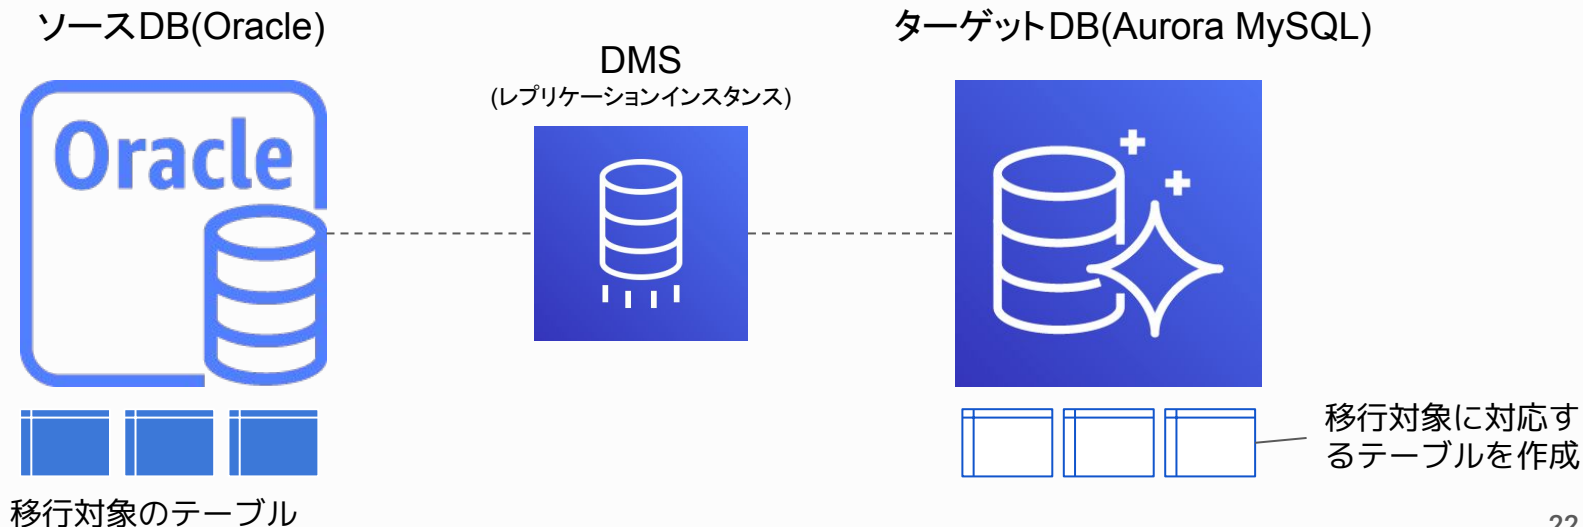 ソースDB(Oracle)
ターゲットDB(Aurora MySQL)
DMS
(レプリケーションインスタンス)
Oracle
移行対象に対応す
るテーブルを作成
移行対象のテーブル
22